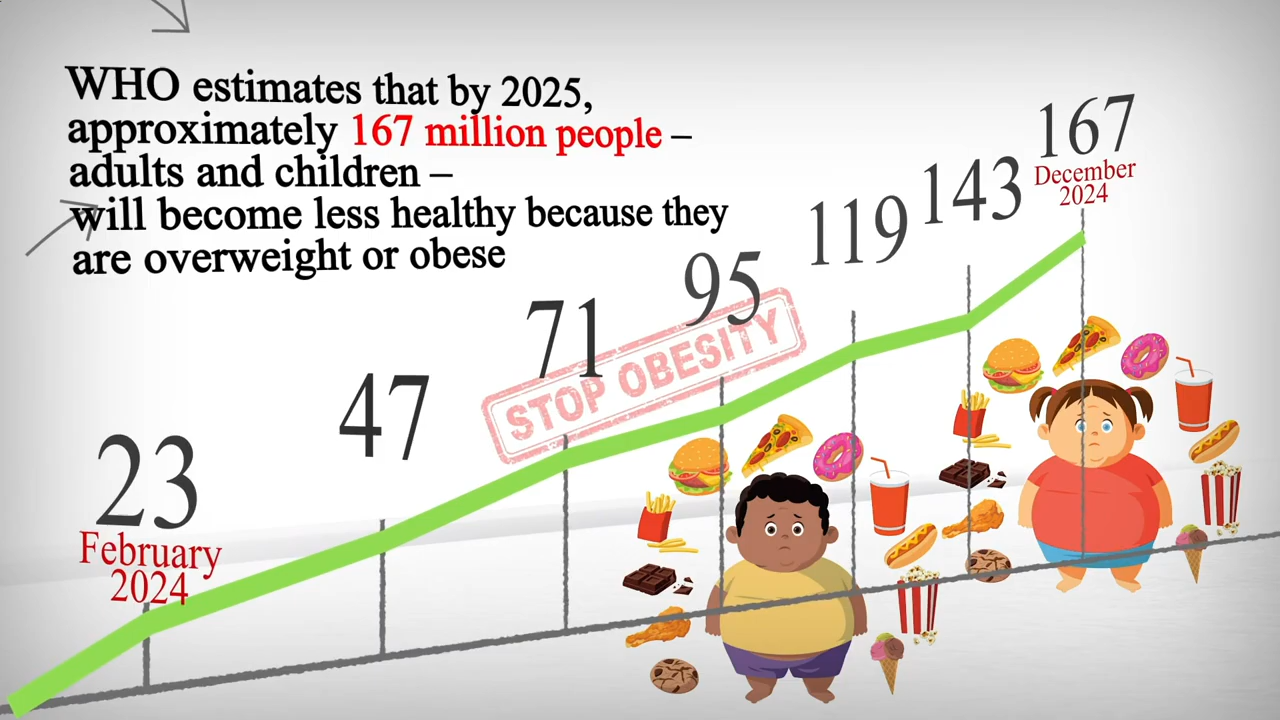 WHO estimates that by 2025,
approximately 167 million people –
adults and children –
will become less healthy because they
are overweight or obese
23
February
2024
47
71
95
119
143
167
December
2024
STOP OBESITY